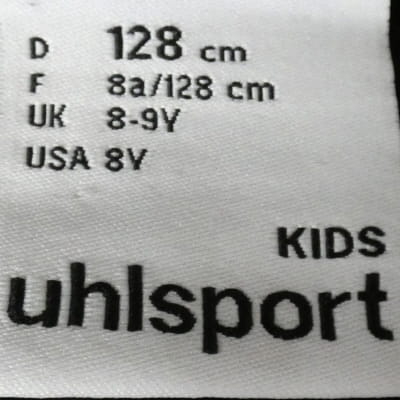 D 128 cm
F 8a/128 cm
UK 8-9Y
USA 8Y
KIDS
uhlsport